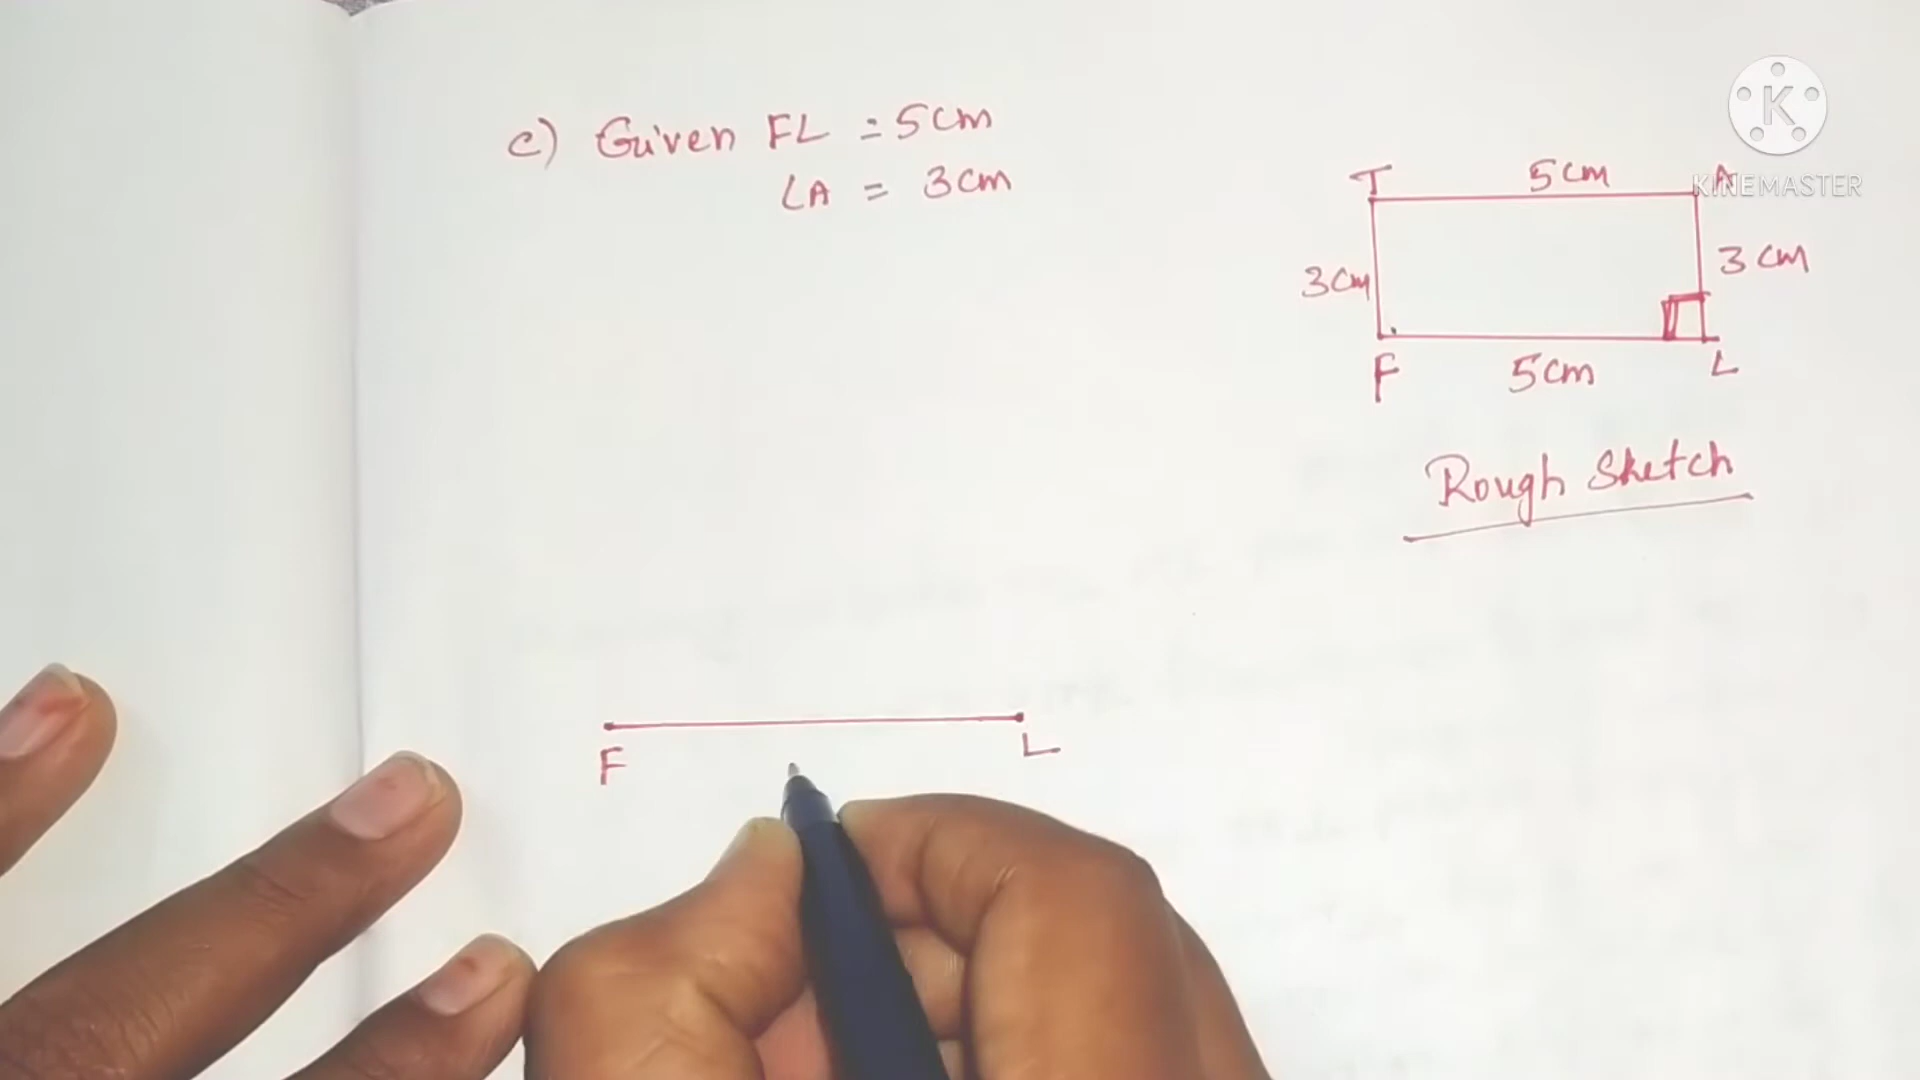 c) Given FL = 5cm
LA = 3cm
K
KINEMASTER
T 5cm A
3cm 3cm
F 5cm L
Rough Sketch
F L